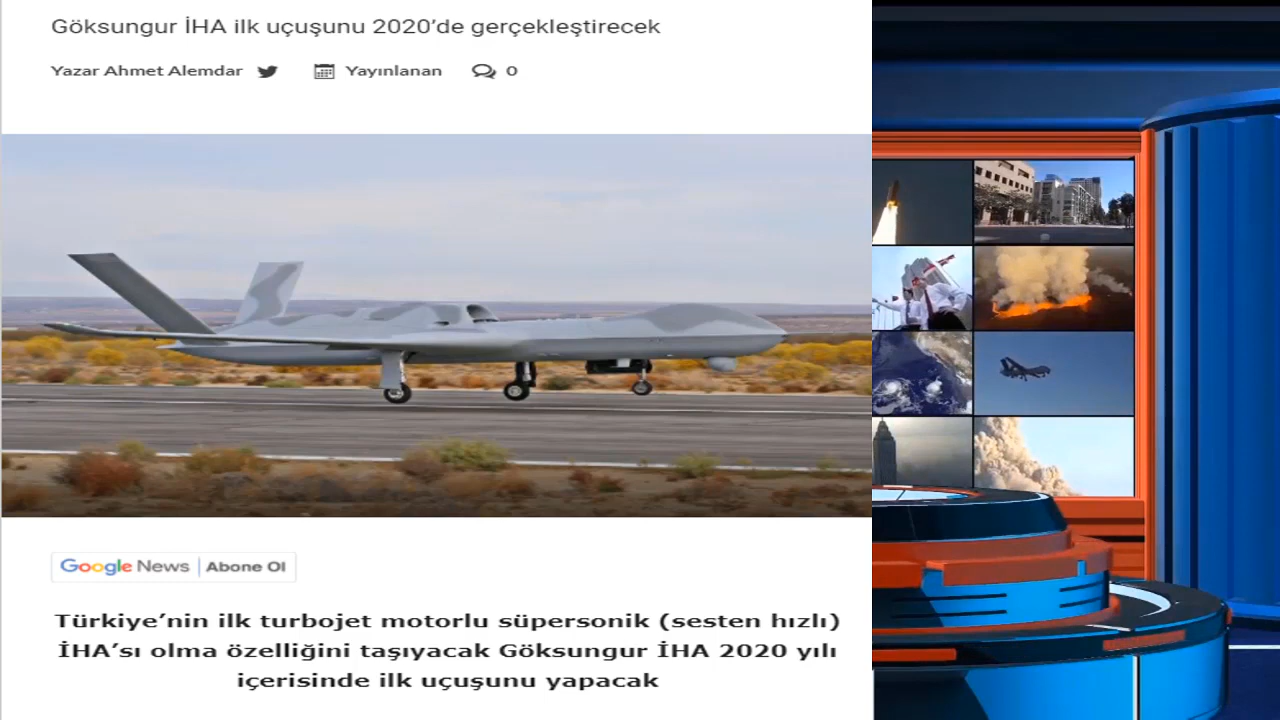 Göksungur İHA ilk uçuşunu 2020’de gerçekleştirecek
Yazar Ahmet Alemdar Yayınlanan 0
Google News Abone Ol
Türkiye’nin ilk turbojet motorlu süpersonik (sesten hızlı)
İHA’sı olma özelliğini taşıyacak Göksungur İHA 2020 yılı
içerisinde ilk uçuşunu yapacak